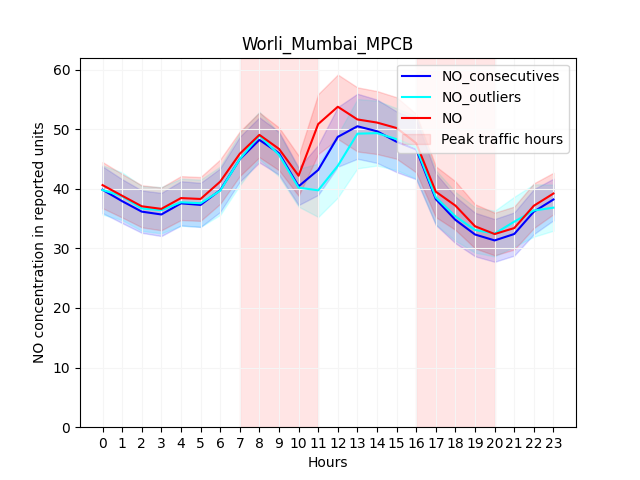 Worli_Mumbai_MPCB
NO_consecutives
NO_outliers
NO
Peak traffic hours
NO concentration in reported units
60
50
40
30
20
10
0
0 1 2 3 4 5 6 7 8 9 10 11 12 13 14 15 16 17 18 19 20 21 22 23
Hours